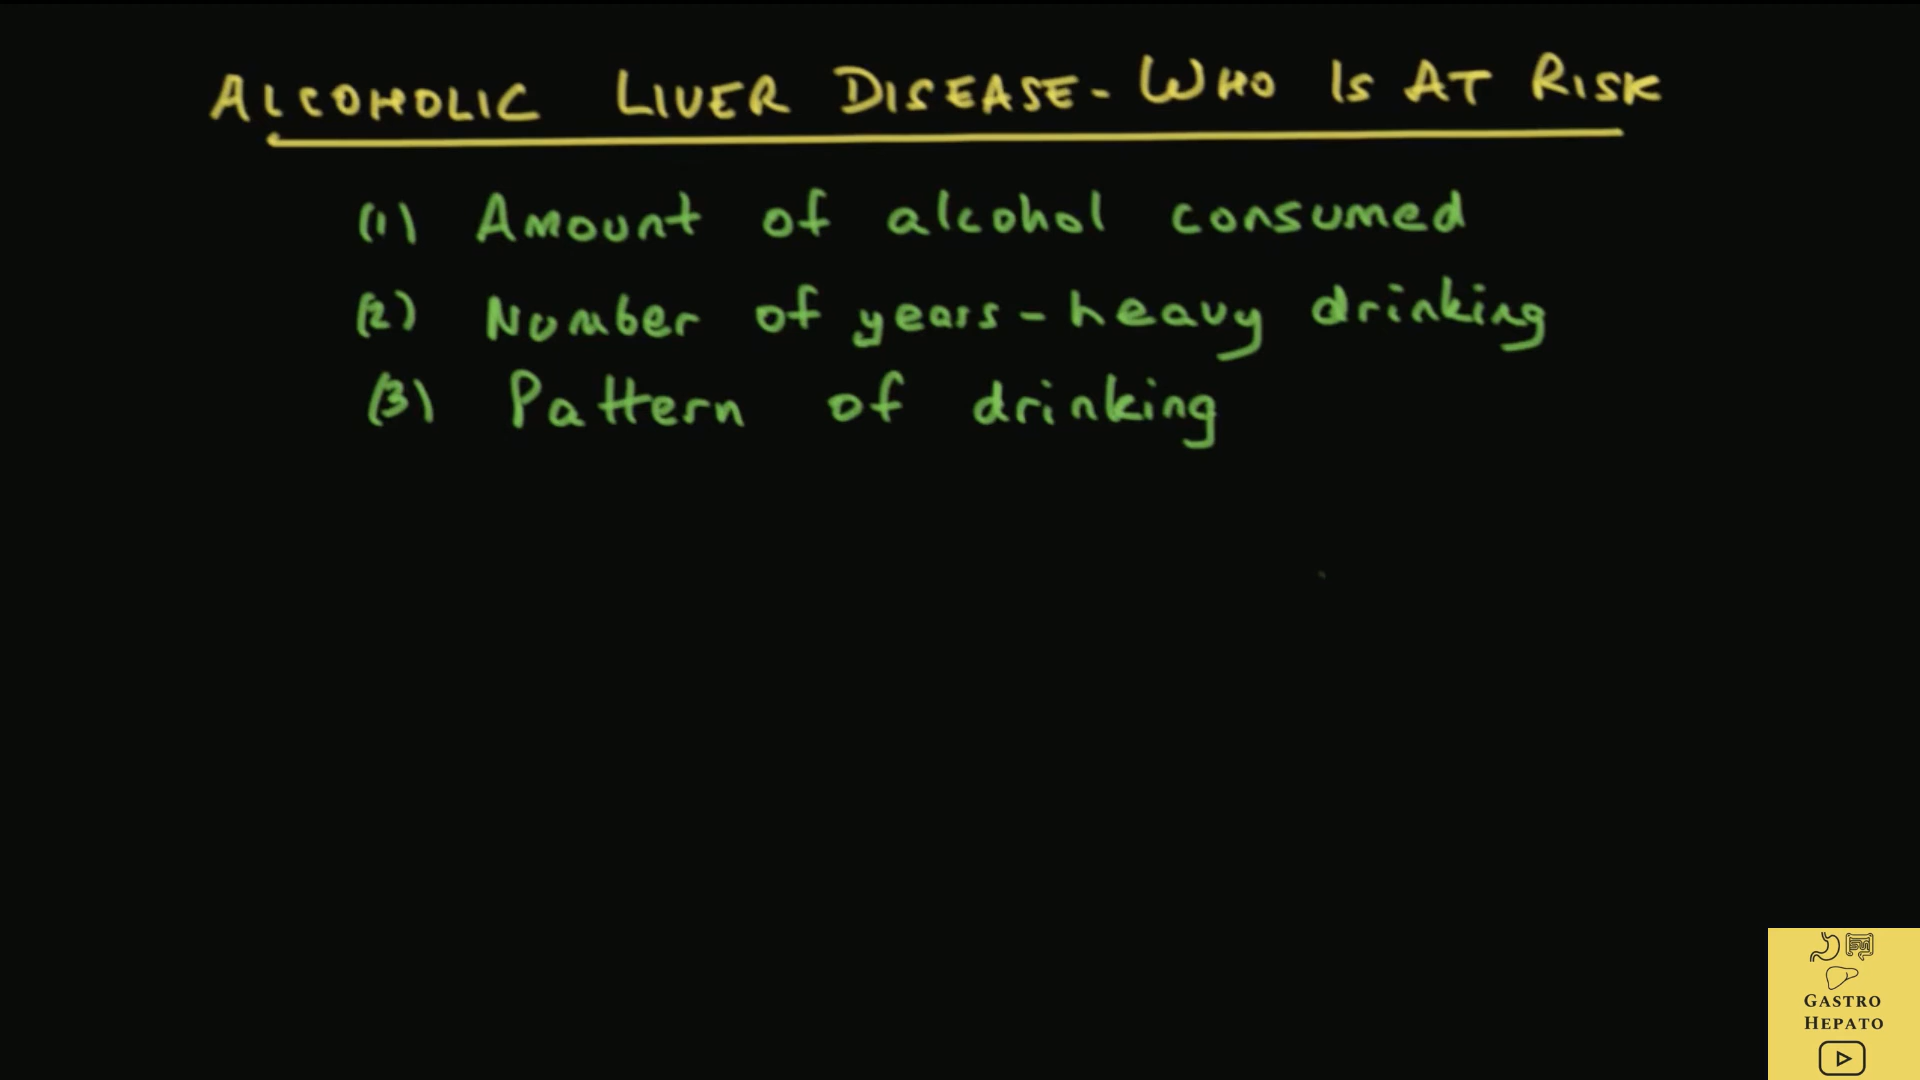 ALCOHOLIC LIVER DISEASE - WHO IS AT RISK
(1) Amount of alcohol consumed
(2) Number of years - heavy drinking
(3) Pattern of drinking
GASTRO
HEPATO